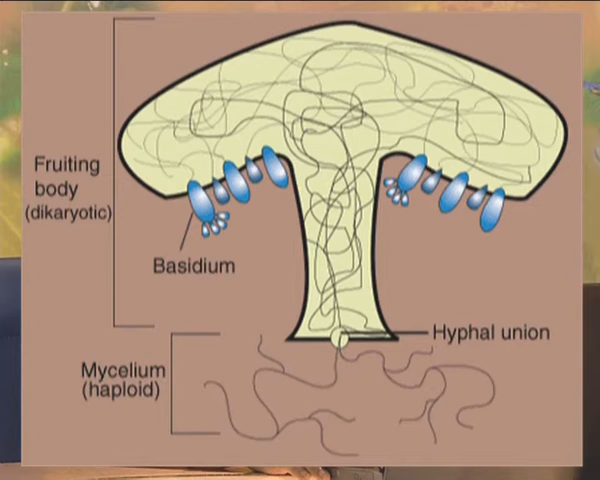 Fruiting
body
(dikaryotic)
Basidium
Hyphal union
Mycelium
(haploid)